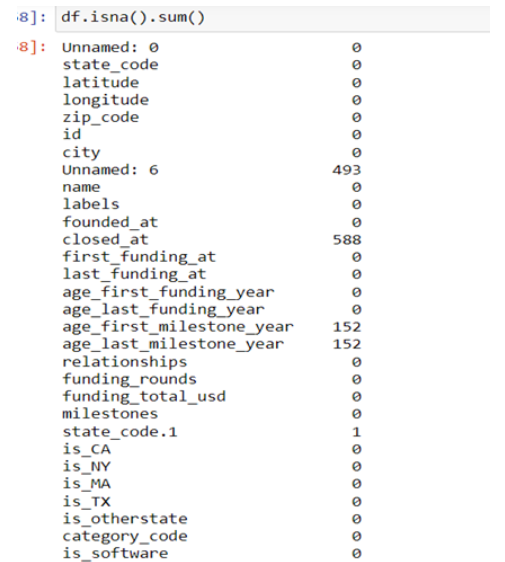 8]: df.isna().sum()
8]: Unnamed: 0 0
state_code 0
latitude 0
longitude 0
zip_code 0
id 0
city 0
Unnamed: 6 493
name 0
labels 0
founded_at 0
closed_at 588
first_funding_at 0
last_funding_at 0
age_first_funding_year 0
age_last_funding_year 0
age_first_milestone_year 152
age_last_milestone_year 152
relationships 0
funding_rounds 0
funding_total_usd 0
milestones 0
state_code.1 1
is_CA 0
is_NY 0
is_MA 0
is_TX 0
is_otherstate 0
category_code 0
is_software 0